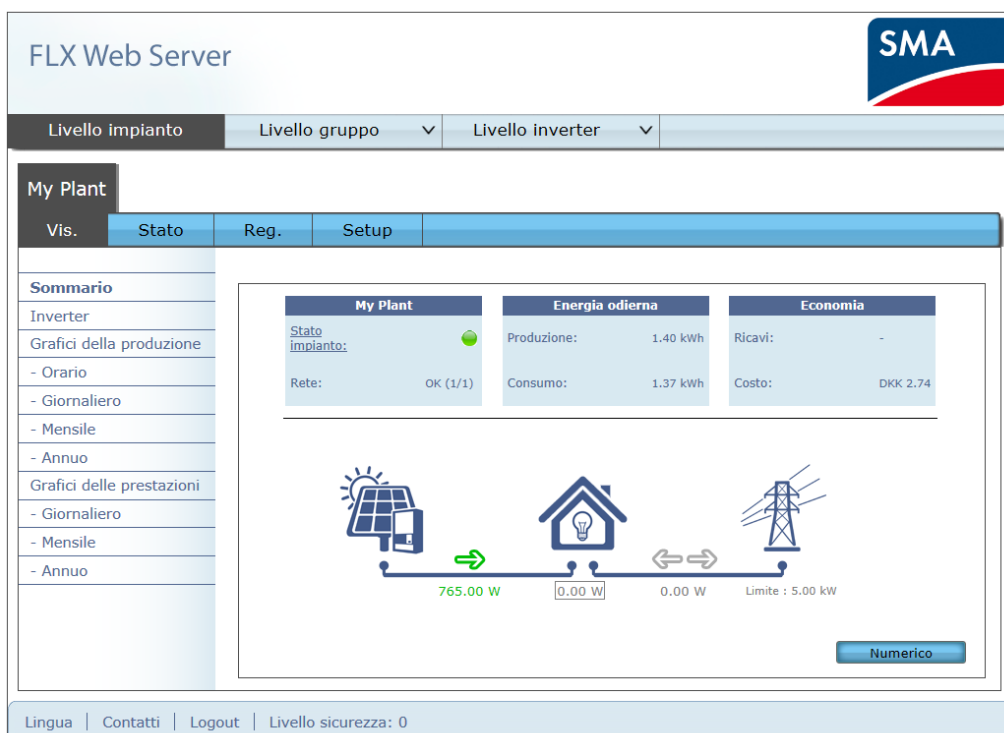 FLX Web Server
SMA
Livello impianto Livello gruppo Livello inverter
My Plant
Vis. Stato Reg. Setup
Sommario
Inverter
Grafici della produzione
- Orario
- Giornaliero
- Mensile
- Annuo
Grafici delle prestazioni
- Giornaliero
- Mensile
- Annuo
My Plant
Stato
impianto:
Rete: OK (1/1)
Energia odierna
Produzione: 1.40 kWh
Consumo: 1.37 kWh
Economia
Ricavi: -
Costo: DKK 2.74
765.00 W 0.00 W 0.00 W Limite : 5.00 kW
Numerico
Lingua | Contatti | Logout | Livello sicurezza: 0